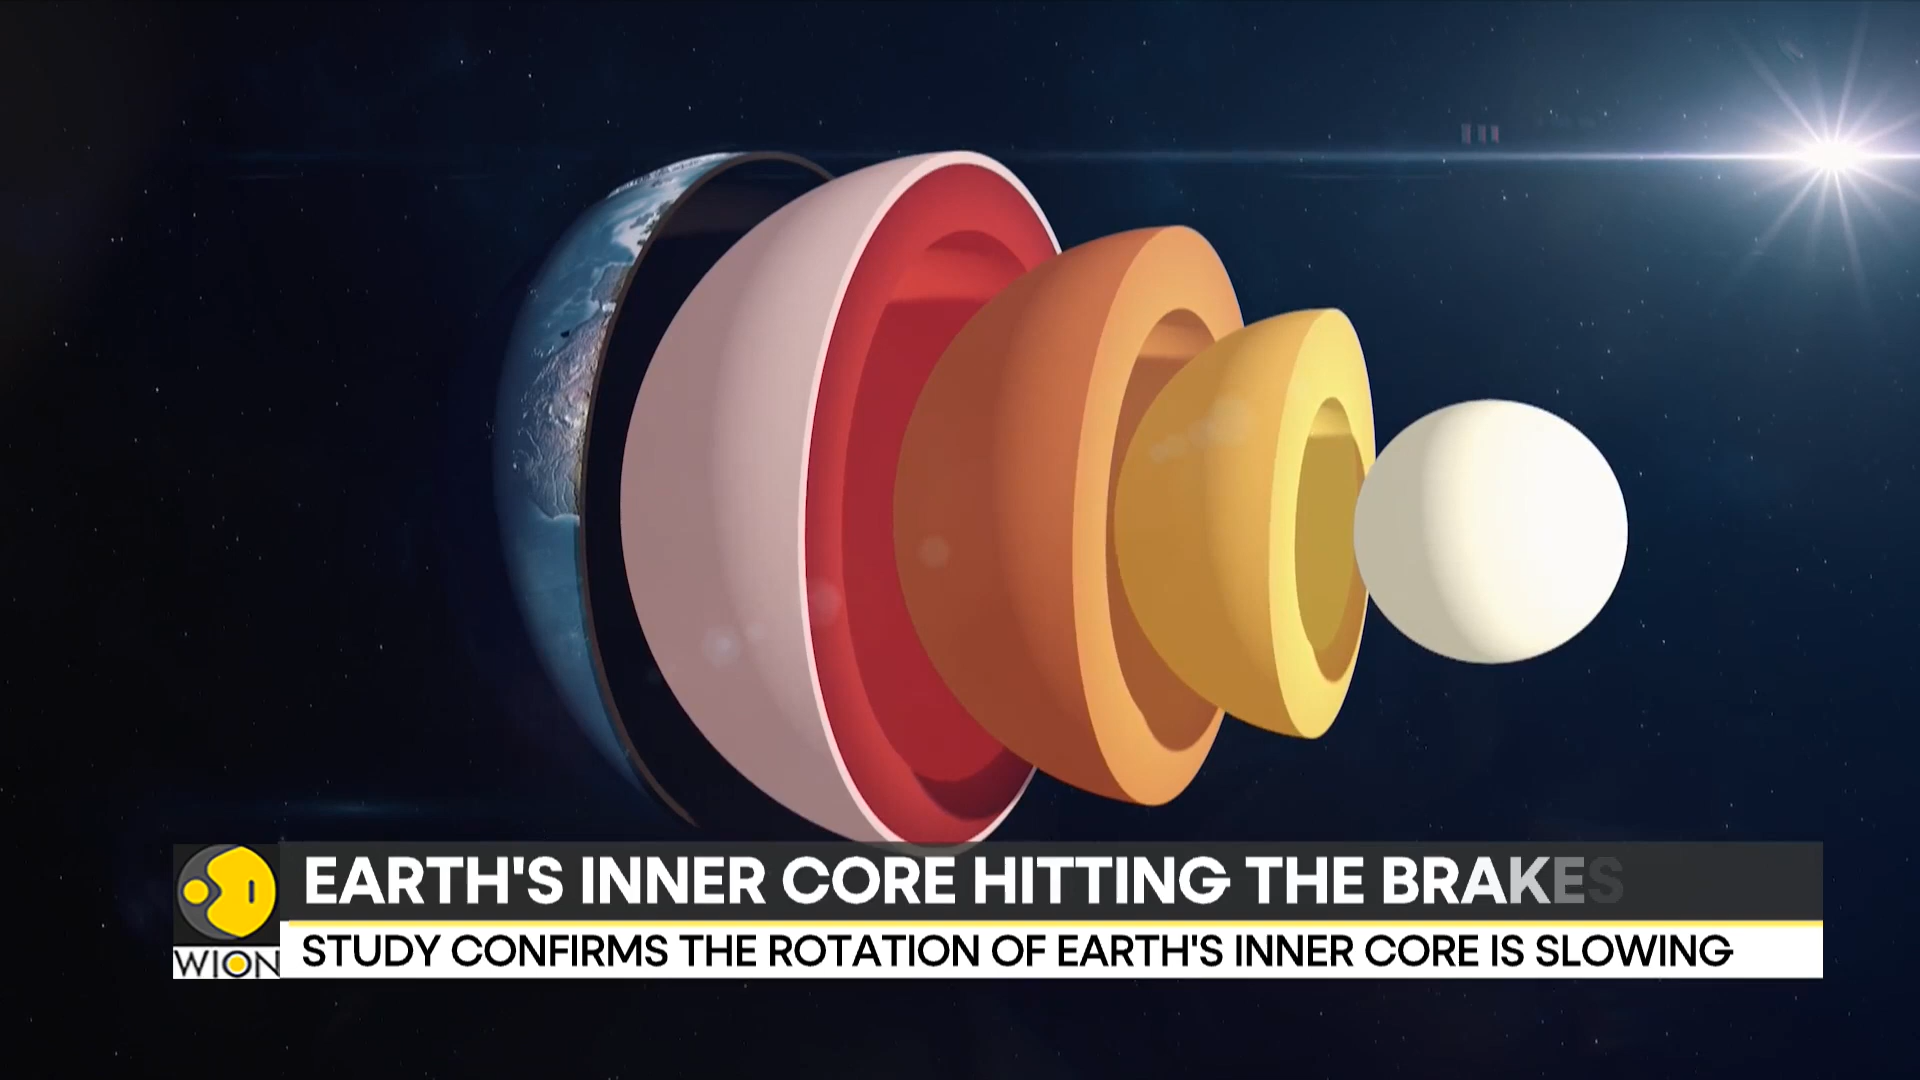 EARTH'S INNER CORE HITTING THE BRAKES
STUDY CONFIRMS THE ROTATION OF EARTH'S INNER CORE IS SLOWING
WION